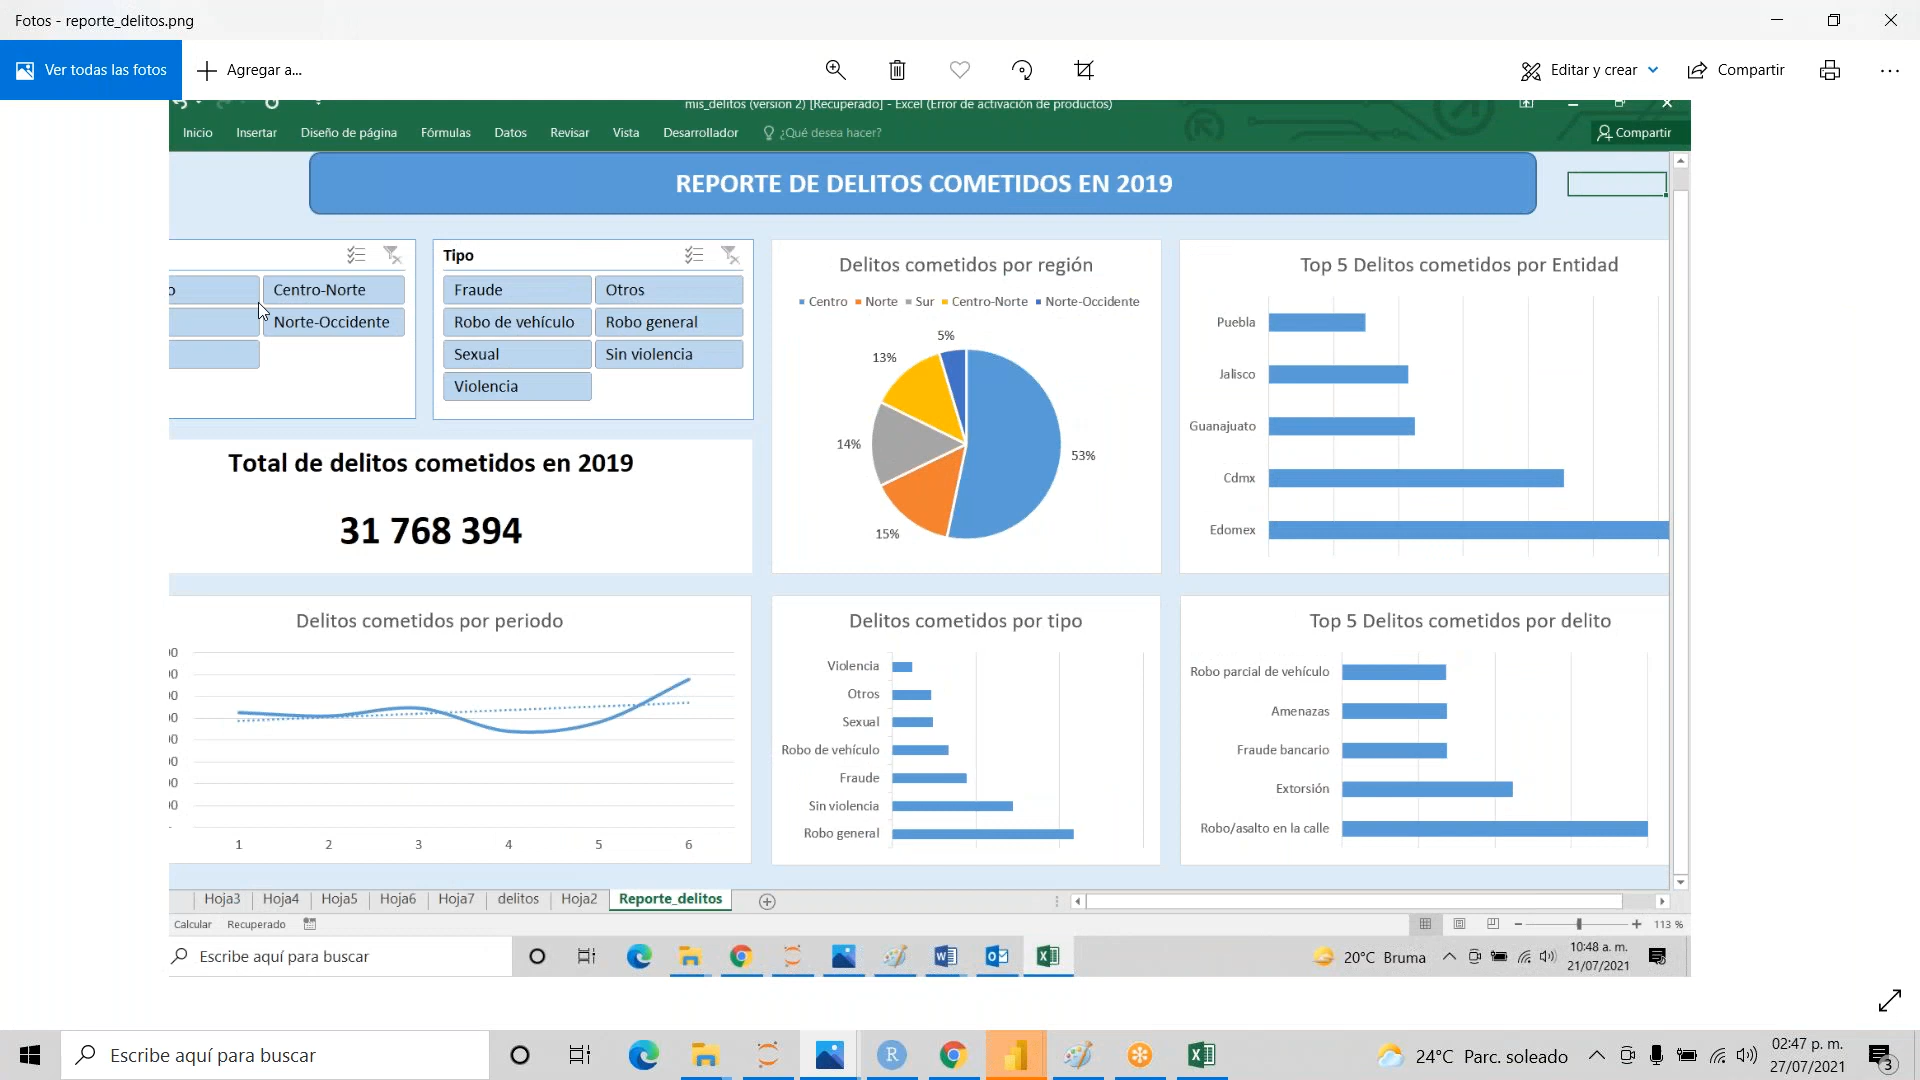 Fotos - reporte_delitos.png
Ver todas las fotos
Agregar a...
Editar y crear
Compartir
mis_delitos (version 2) [Recuperado] - Excel (Error de activación de productos)
Inicio Insertar Diseño de página Fórmulas Datos Revisar Vista Desarrollador ¿Qué desea hacer? Compartir
REPORTE DE DELITOS COMETIDOS EN 2019
o
Centro-Norte
Norte-Occidente
Tipo
Fraude Otros
Robo de vehículo Robo general
Sexual Sin violencia
Violencia
Total de delitos cometidos en 2019
31 768 394
Delitos cometidos por región
Centro Norte Sur Centro-Norte Norte-Occidente
5%
13%
14%
53%
15%
Top 5 Delitos cometidos por Entidad
Puebla
Jalisco
Guanajuato
Cdmx
Edomex
Delitos cometidos por periodo
00
00
00
00
00
00
00
00
-
1 2 3 4 5 6
Delitos cometidos por tipo
Violencia
Otros
Sexual
Robo de vehículo
Fraude
Sin violencia
Robo general
Top 5 Delitos cometidos por delito
Robo parcial de vehículo
Amenazas
Fraude bancario
Extorsión
Robo/asalto en la calle
Hoja3 Hoja4 Hoja5 Hoja6 Hoja7 delitos Hoja2 Reporte_delitos
Calcular Recuperado
113 %
Escribe aquí para buscar
20°C Bruma
10:48 a. m.
21/07/2021
Escribe aquí para buscar
24°C Parc. soleado
02:47 p. m.
27/07/2021
3